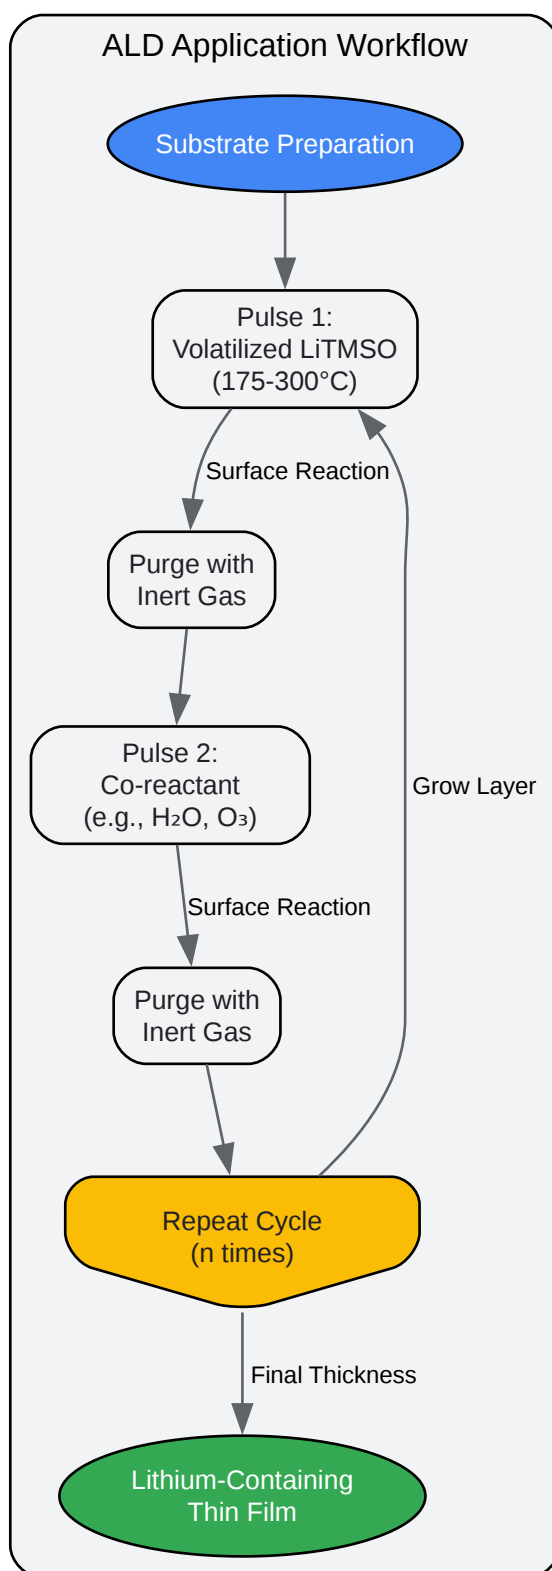 ALD Application Workflow
Substrate Preparation
Pulse 1:
Volatilized LiTMSO
(175-300°C)
Surface Reaction
Purge with
Inert Gas
Pulse 2:
Co-reactant
(e.g., H₂O, O₃)
Grow Layer
Surface Reaction
Purge with
Inert Gas
Repeat Cycle
(n times)
Final Thickness
Lithium-Containing
Thin Film